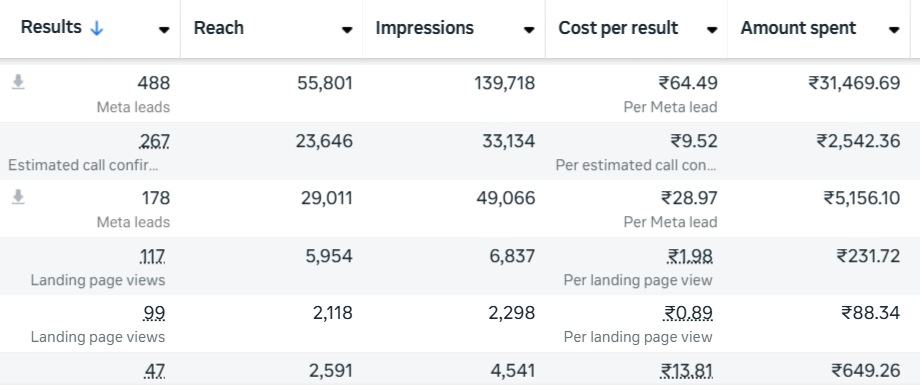 Results Reach Impressions Cost per result Amount spent
488 55,801 139,718 ₹64.49 ₹31,469.69
Meta leads Per Meta lead
267 23,646 33,134 ₹9.52 ₹2,542.36
Estimated call confir... Per estimated call con...
178 29,011 49,066 ₹28.97 ₹5,156.10
Meta leads Per Meta lead
117 5,954 6,837 ₹1.98 ₹231.72
Landing page views Per landing page view
99 2,118 2,298 ₹0.89 ₹88.34
Landing page views Per landing page view
47 2,591 4,541 ₹13.81 ₹649.26